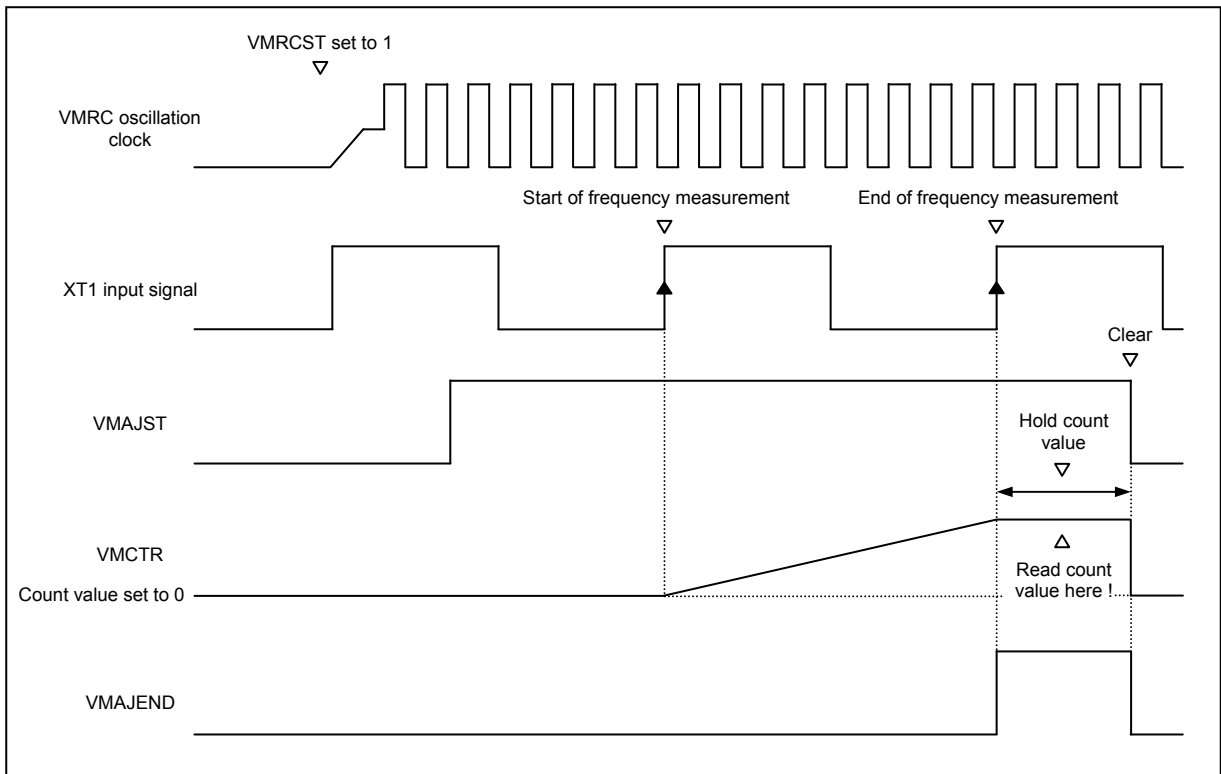 VMRCST set to 1
VMRC oscillation
clock
Start of frequency measurement
End of frequency measurement
XT1 input signal
Clear
VMAJST
Hold count
value
VMCTR
Count value set to 0
Read count
value here !
VMAJEND